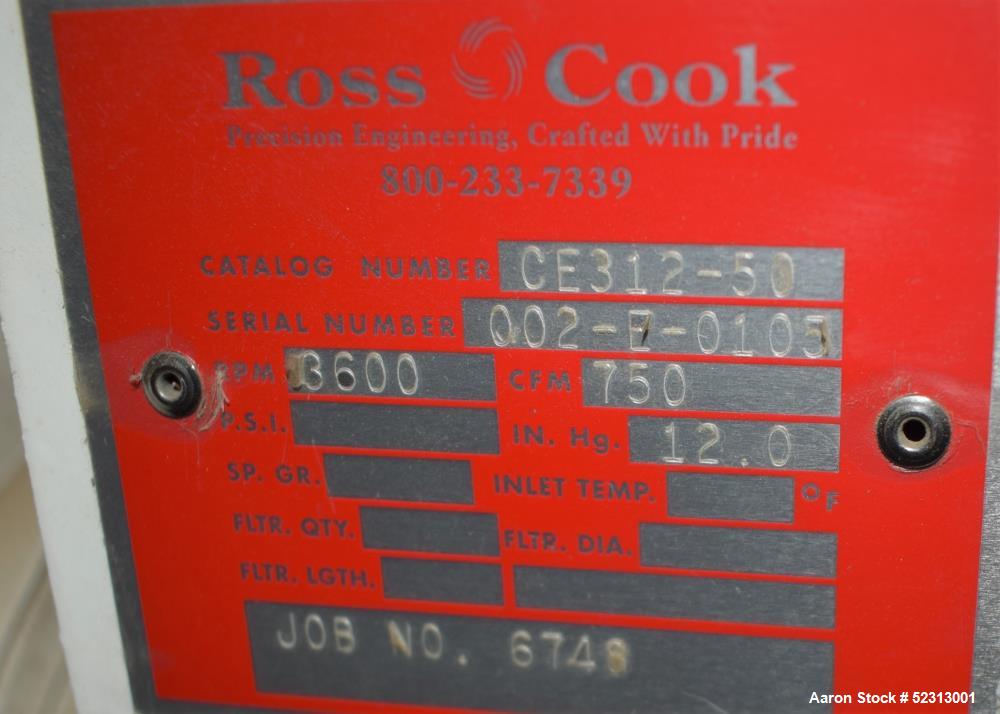 Ross Cook
Precision Engineering, Crafted With Pride
800-233-7339
CATALOG NUMBER CE312-50
SERIAL NUMBER 002-E-0105
RPM 3600 CFM 750
P.S.I. IN. Hg. 12.0
SP. GR. INLET TEMP. °F
FLTR. QTY. FLTR. DIA.
FLTR. LGTH.
JOB NO. 6748
Aaron Stock # 52313001